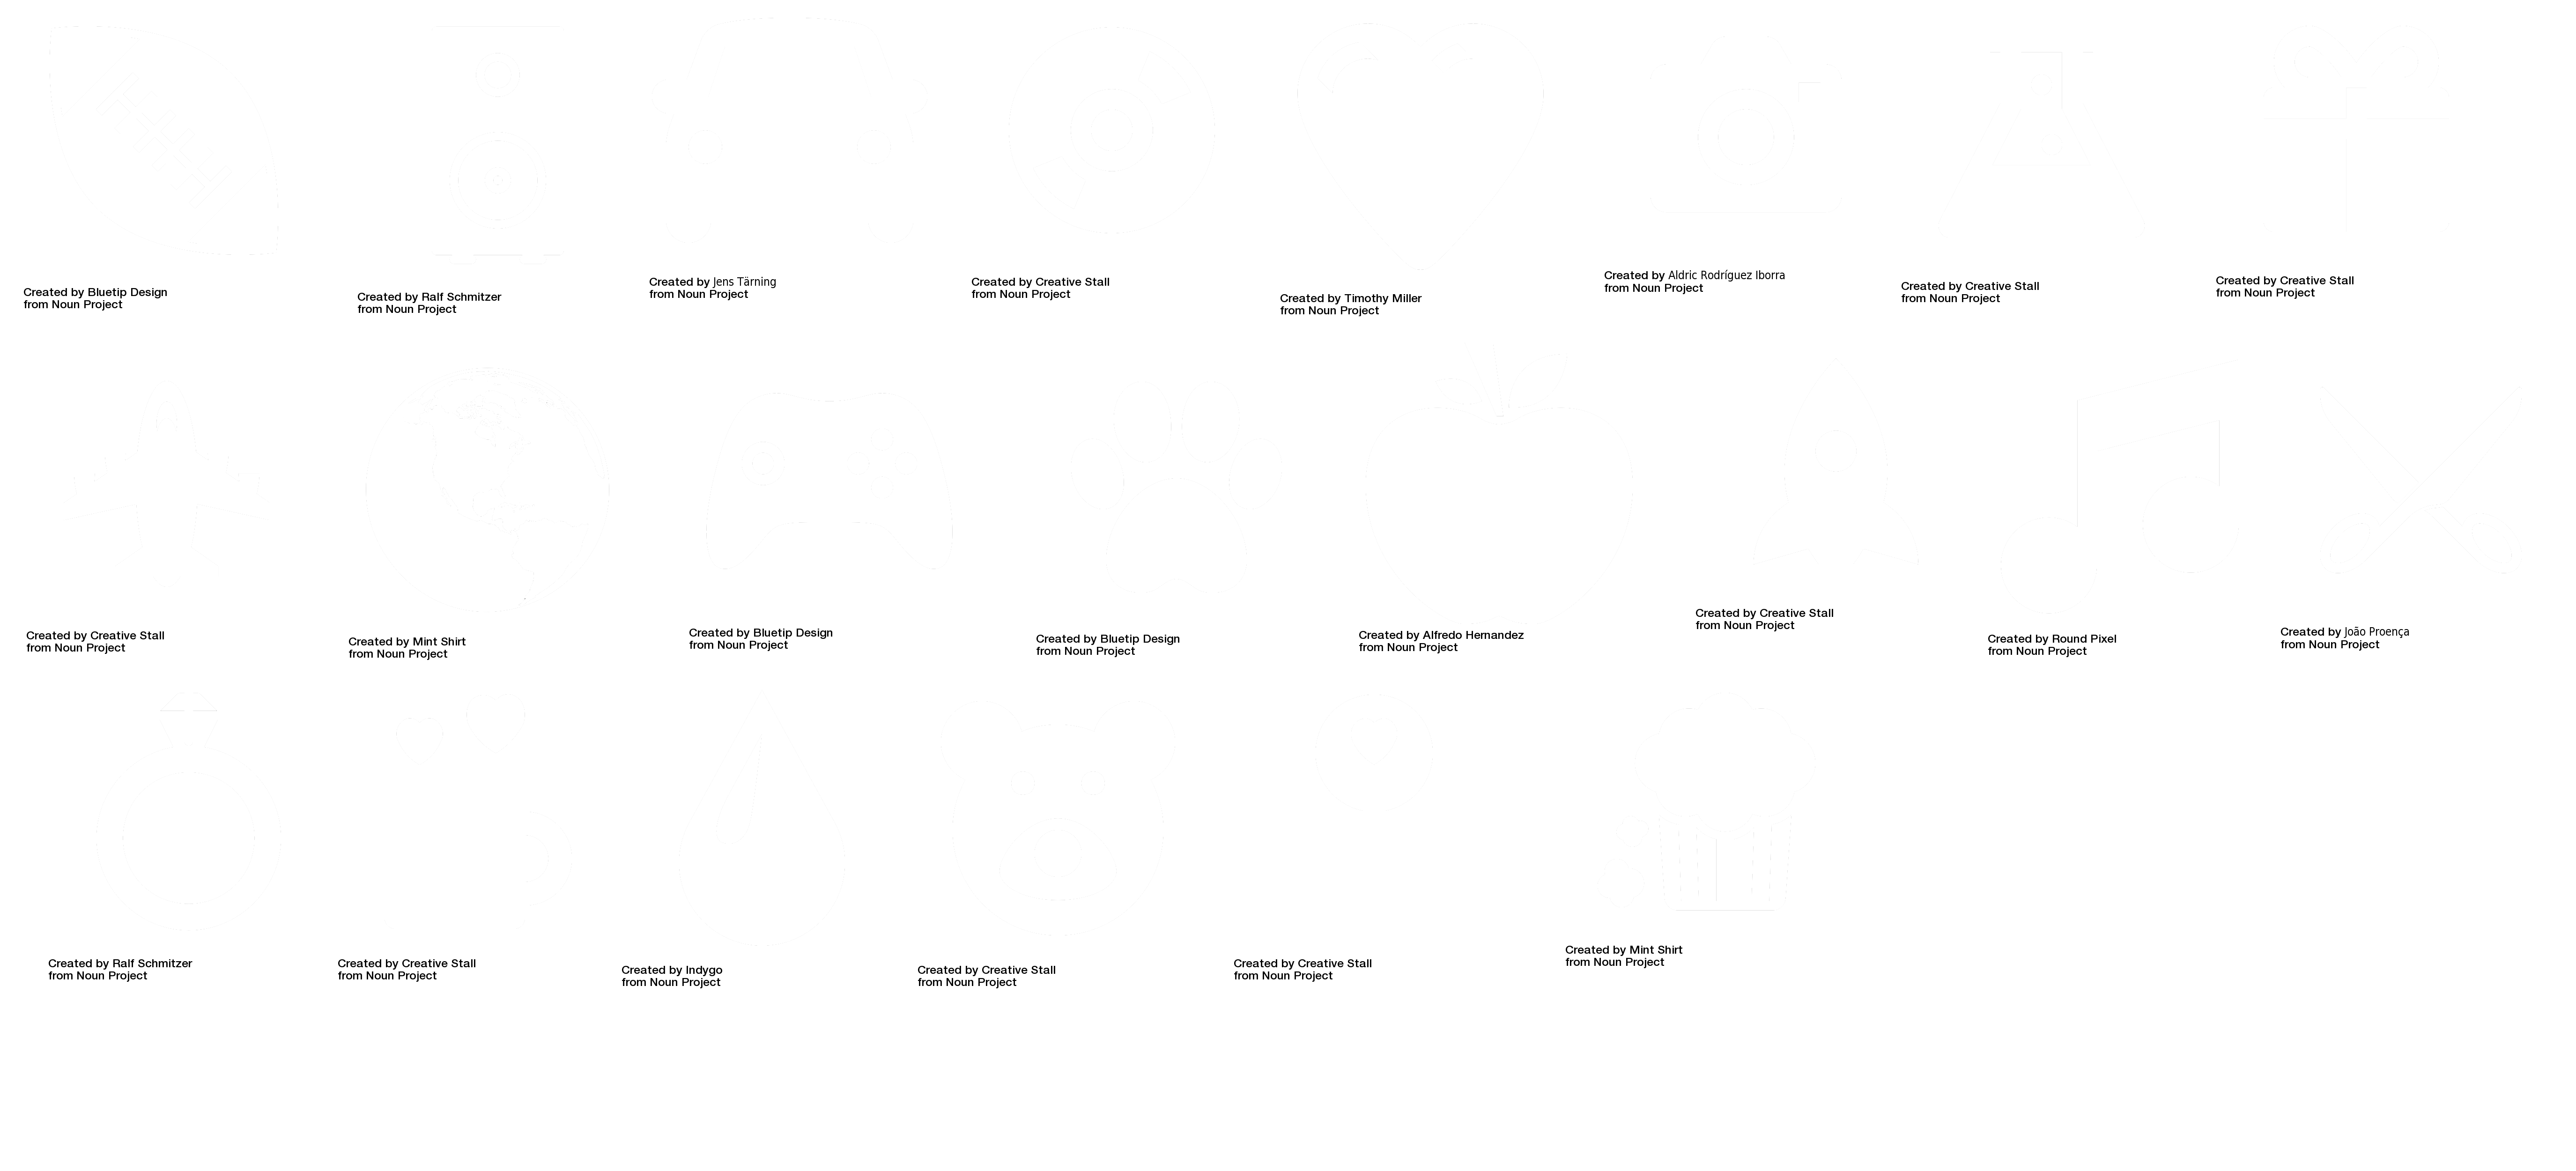 Created by Bluetip Design
from Noun Project
Created by Ralf Schmitzer
from Noun Project
Created by Jens Tärning
from Noun Project
Created by Creative Stall
from Noun Project
Created by Timothy Miller
from Noun Project
Created by Aldric Rodríguez Iborra
from Noun Project
Created by Creative Stall
from Noun Project
Created by Creative Stall
from Noun Project
Created by Creative Stall
from Noun Project
Created by Mint Shirt
from Noun Project
Created by Bluetip Design
from Noun Project
Created by Bluetip Design
from Noun Project
Created by Alfredo Hernandez
from Noun Project
Created by Creative Stall
from Noun Project
Created by Round Pixel
from Noun Project
Created by João Proença
from Noun Project
Created by Ralf Schmitzer
from Noun Project
Created by Creative Stall
from Noun Project
Created by Indygo
from Noun Project
Created by Creative Stall
from Noun Project
Created by Creative Stall
from Noun Project
Created by Mint Shirt
from Noun Project